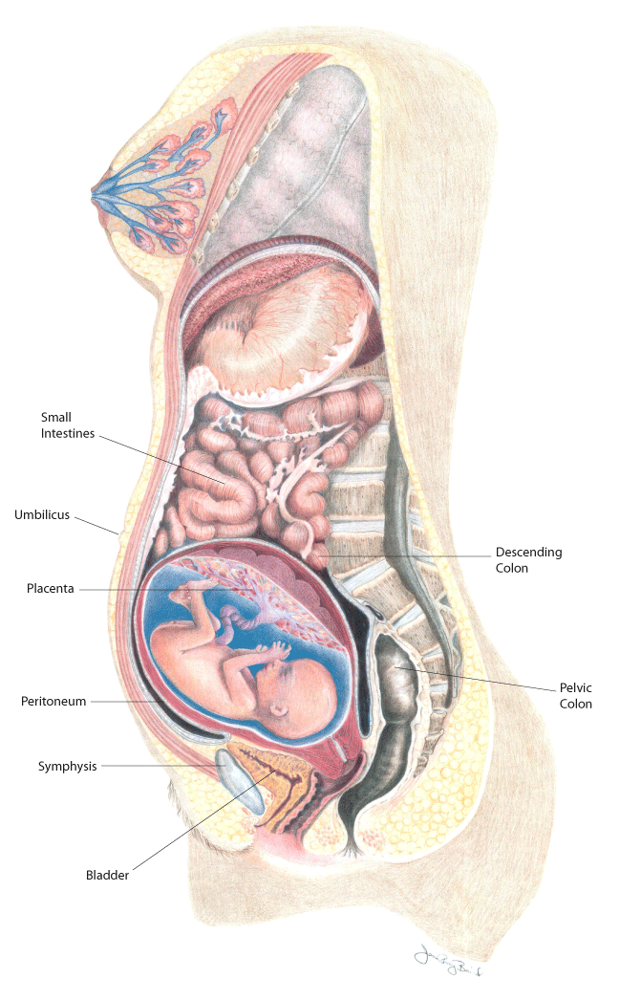 Small
Intestines
Umbilicus
Descending
Colon
Placenta
Pelvic
Colon
Peritoneum
Symphysis
Bladder